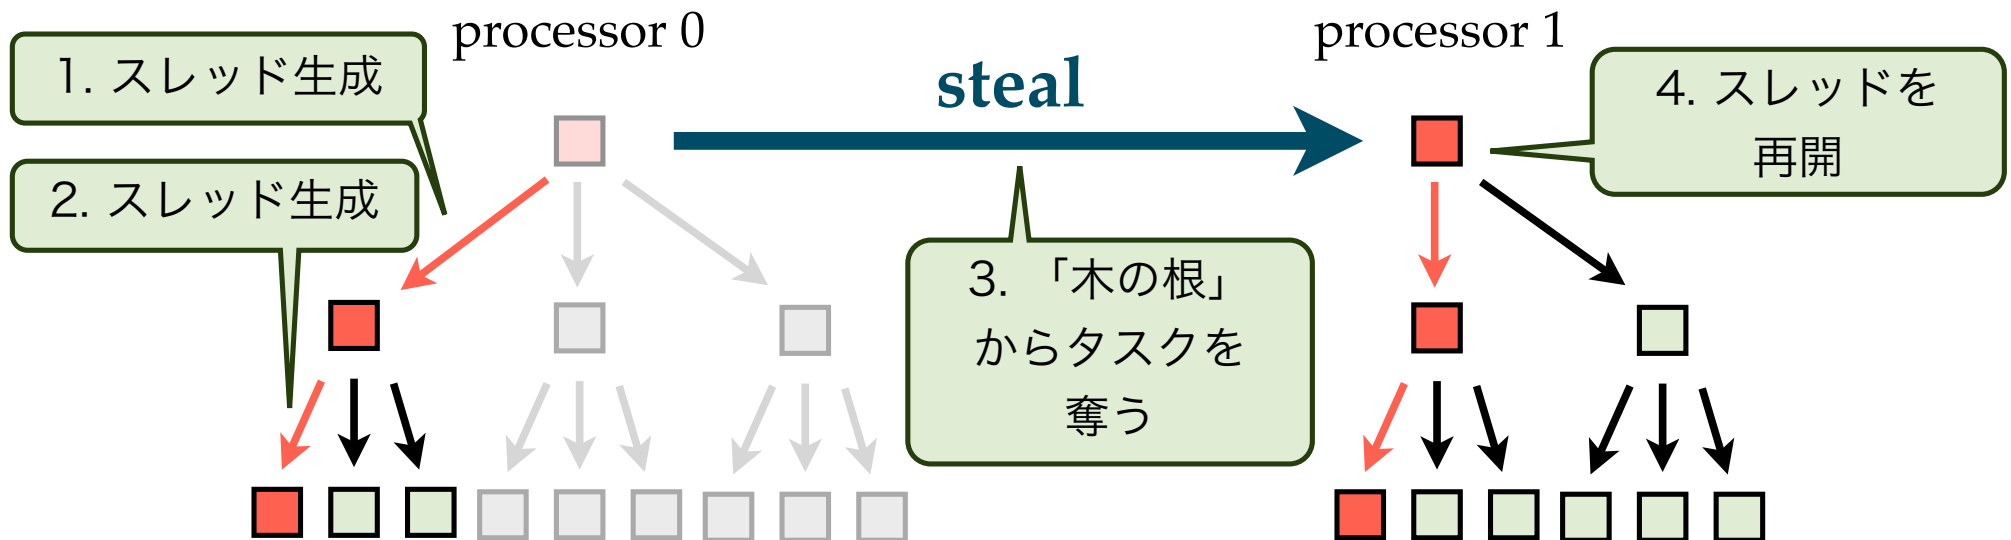 processor 0
processor 1
1. スレッド生成
steal
4. スレッドを
再開
2. スレッド生成
3. 「木の根」
からタスクを
奪う